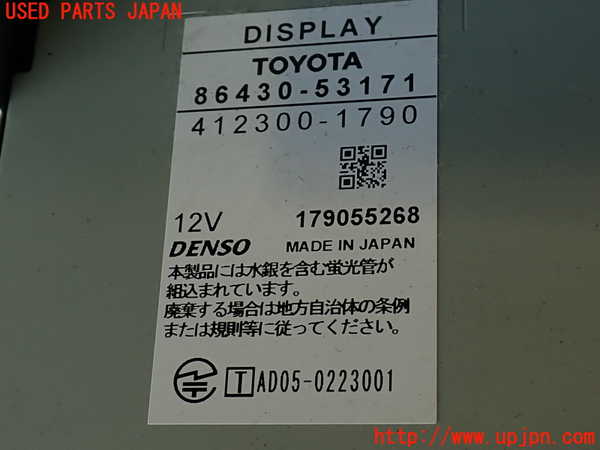 USED PARTS JAPAN
DISPLAY
TOYOTA
86430-53171
412300-1790
12V 179055268
DENSO MADE IN JAPAN
本製品には水銀を含む蛍光管が
組込まれています。
廃棄する場合は地方自治体の条例
または規則等に従ってください。
T AD05-0223001
http://www.upjpn.com/